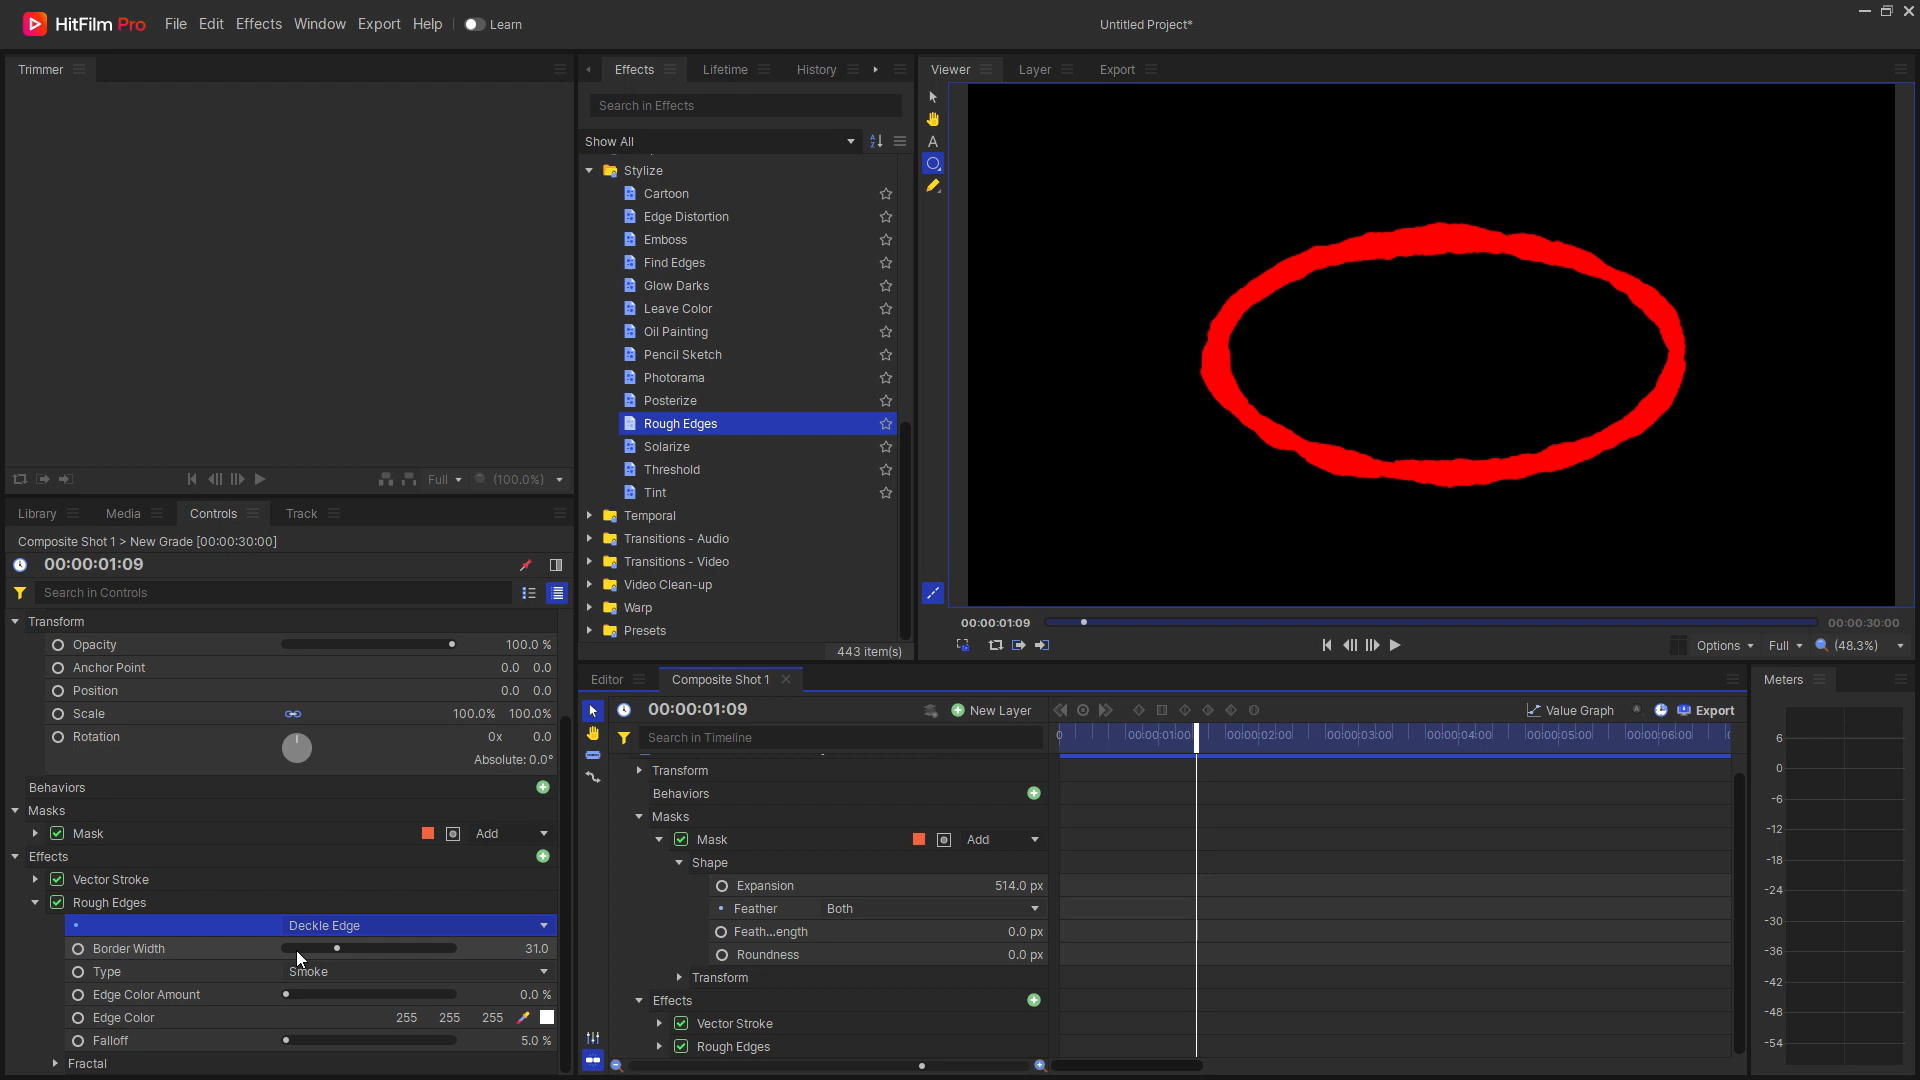 HitFilm Pro File Edit Effects Window Export Help Learn Untitled Project*
Trimmer
Full (100.0%)
Library Media Controls Track
Composite Shot 1 > New Grade [00:00:30:00]
00:00:01:09
Search in Controls
Transform
Opacity 100.0 %
Anchor Point 0.0 0.0
Position 0.0 0.0
Scale 100.0% 100.0%
Rotation 0x 0.0
Absolute: 0.0°
Behaviors
Masks
Mask Add
Effects
Vector Stroke
Rough Edges
Deckle Edge
Border Width 31.0
Type Smoke
Edge Color Amount 0.0 %
Edge Color 255 255 255
Falloff 5.0 %
Fractal
Effects Lifetime History
Search in Effects
Show All
Stylize
Cartoon
Edge Distortion
Emboss
Find Edges
Glow Darks
Leave Color
Oil Painting
Pencil Sketch
Photorama
Posterize
Rough Edges
Solarize
Threshold
Tint
Temporal
Transitions - Audio
Transitions - Video
Video Clean-up
Warp
Presets
443 item(s)
Viewer Layer Export
A
00:00:01:09 00:00:30:00
Options Full (48.3%)
Editor Composite Shot 1
00:00:01:09 New Layer Value Graph Export
Search in Timeline
0 00:00:01:00 00:00:02:00 00:00:03:00 00:00:04:00 00:00:05:00 00:00:06:00
Transform
Behaviors
Masks
Mask Add
Shape
Expansion 514.0 px
Feather Both
Feath...ength 0.0 px
Roundness 0.0 px
Transform
Effects
Vector Stroke
Rough Edges
Meters
6
0
-6
-12
-18
-24
-30
-36
-42
-48
-54